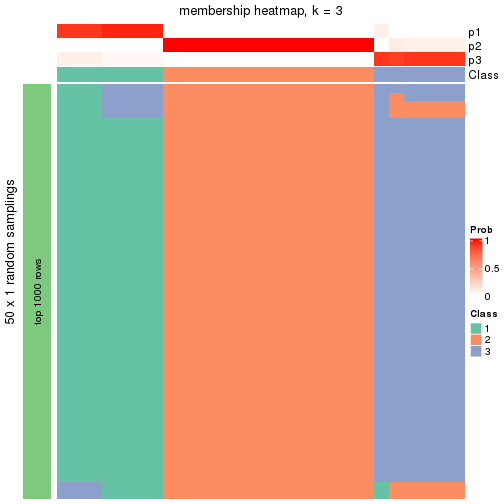 membership heatmap, k = 3
p1
p2
p3
Class
50 x 1 random samplings
top 1000 rows
Prob
1
0.5
0
Class
1
2
3